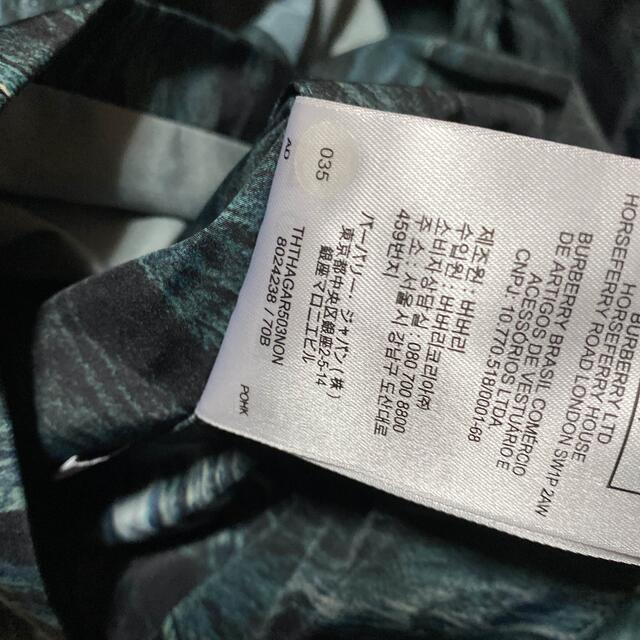 BURBERRY LTD
HORSEFERRY HOUSE
HORSEFERRY ROAD LONDON SW1P 2AW
BURBERRY BRASIL COMERCIO
DE ARTIGOS DE VESTUARIO E
ACESSÓRIOS LTDA
CNPJ: 10.770.518/0001-68
제조원: 버버리
수입원: 버버리코리아㈜
소비자상담실 080 700 8800
주 소: 서울시 강남구 도산대로
459번지
バーバリー・ジャパン(株)
東京都中央区銀座2-5-14
銀座マロニエビル
THTHAGAR503NON
8024238 / 70B
035
AD